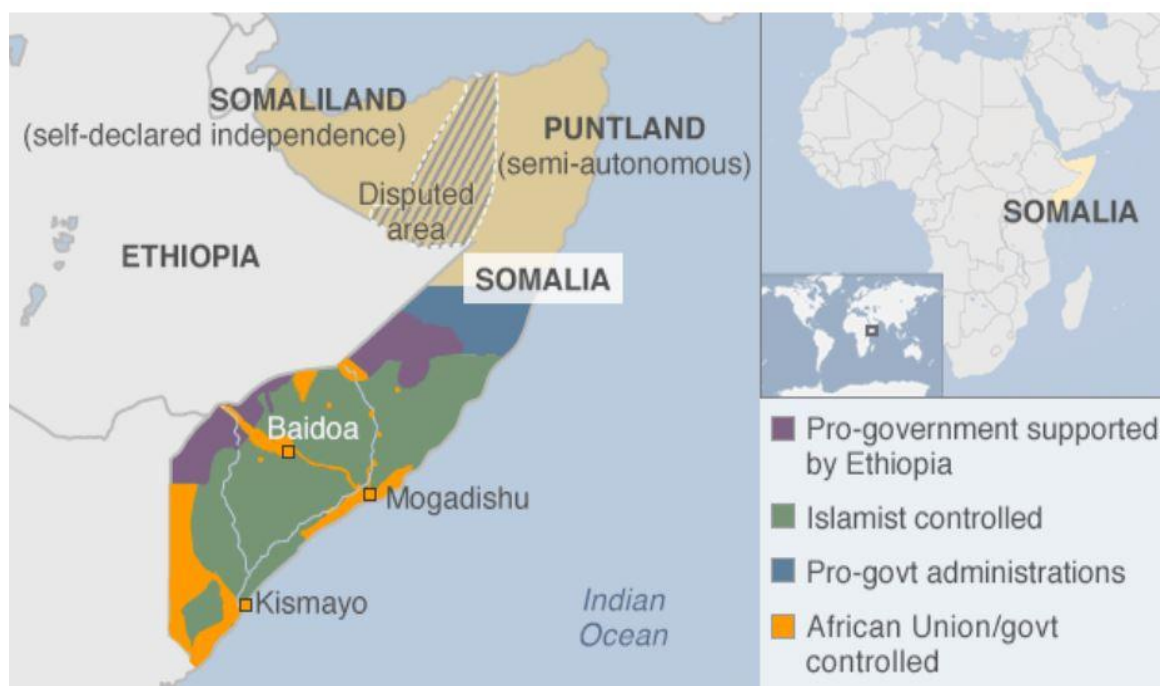 SOMALILAND
(self-declared independence)
PUNTLAND
(semi-autonomous)
Disputed
area
ETHIOPIA
SOMALIA
Baidoa
Mogadishu
Kismayo
Indian
Ocean
SOMALIA
Pro-government supported
by Ethiopia
Islamist controlled
Pro-govt administrations
African Union/govt
controlled